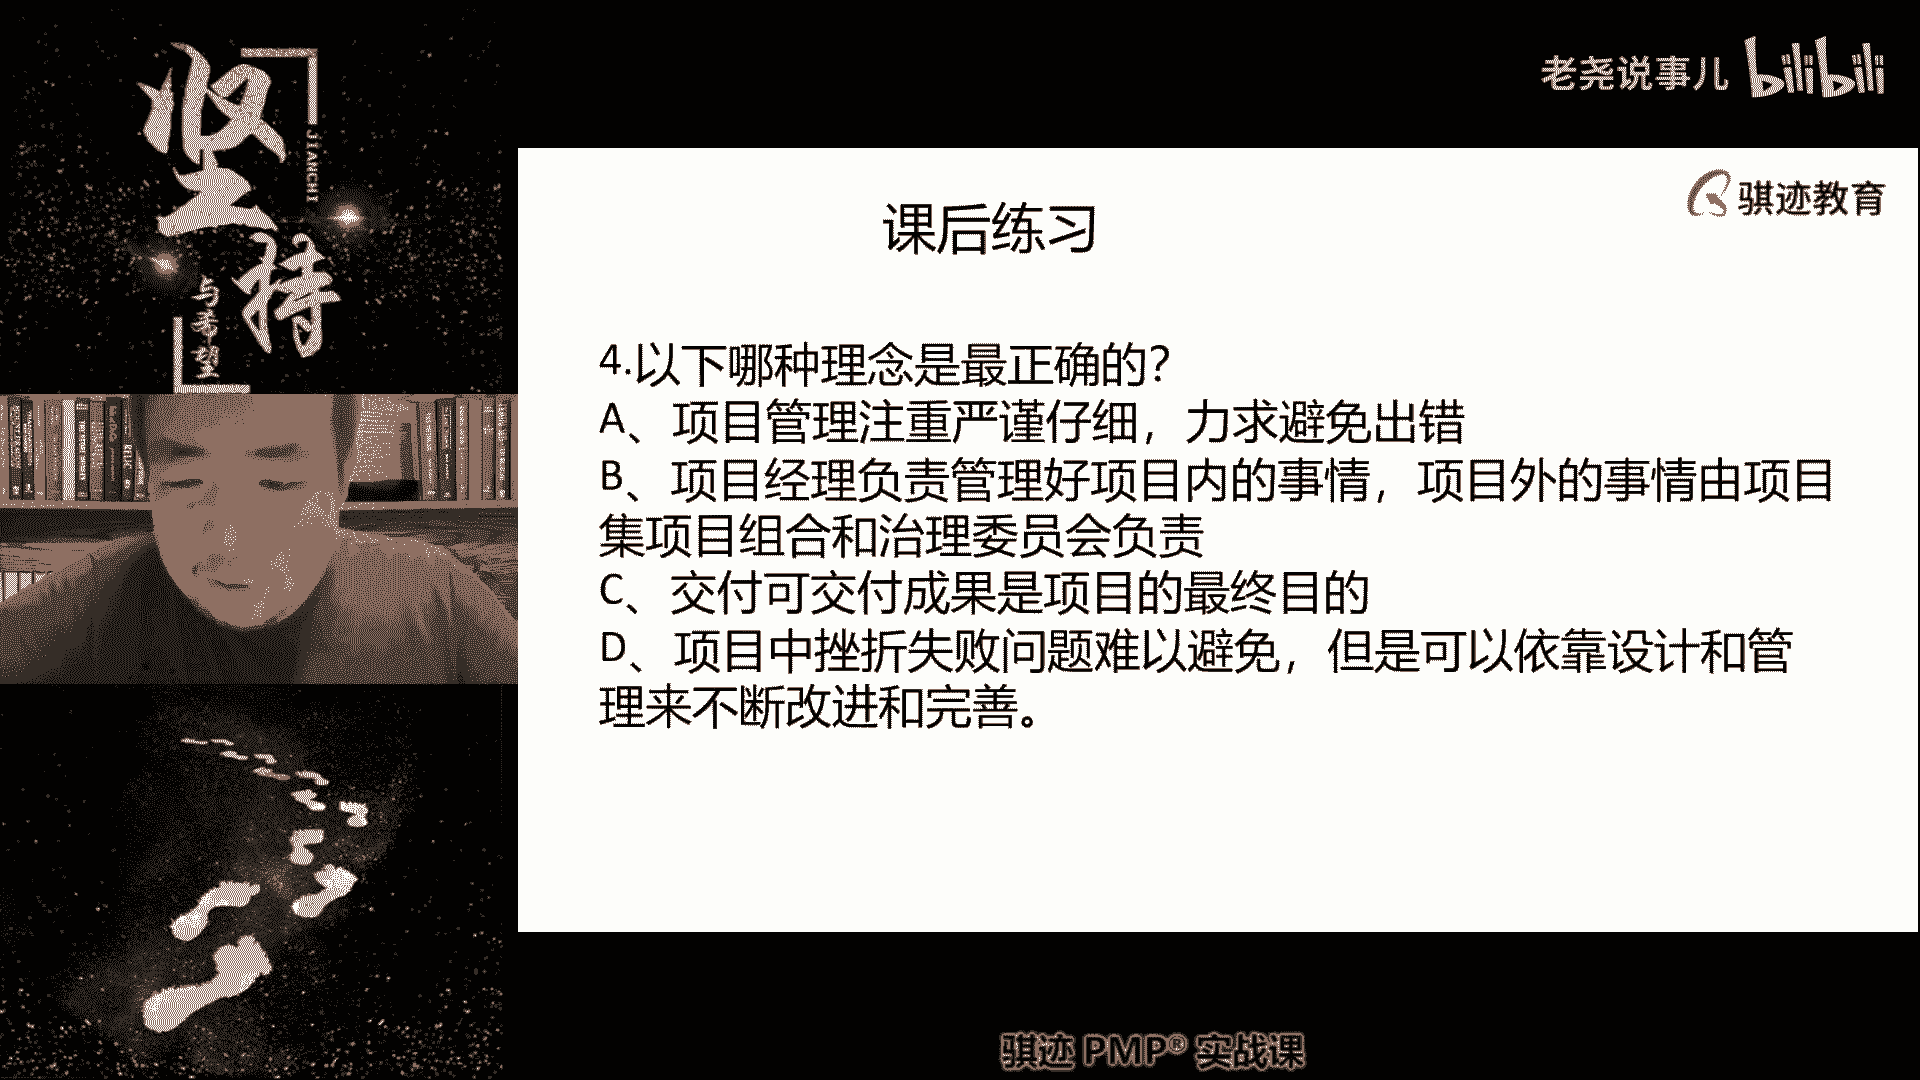 坚持
JIANCHI
与希望
老尧说事儿 bilibili
骐迹教育
课后练习
4.以下哪种理念是最正确的？
A、项目管理注重严谨仔细，力求避免出错
B、项目经理负责管理好项目内的事情，项目外的事情由项目
集项目组合和治理委员会负责
C、交付可交付成果是项目的最终目的
D、项目中挫折失败问题难以避免，但是可以依靠设计和管
理来不断改进和完善。
骐迹 PMP® 实战课